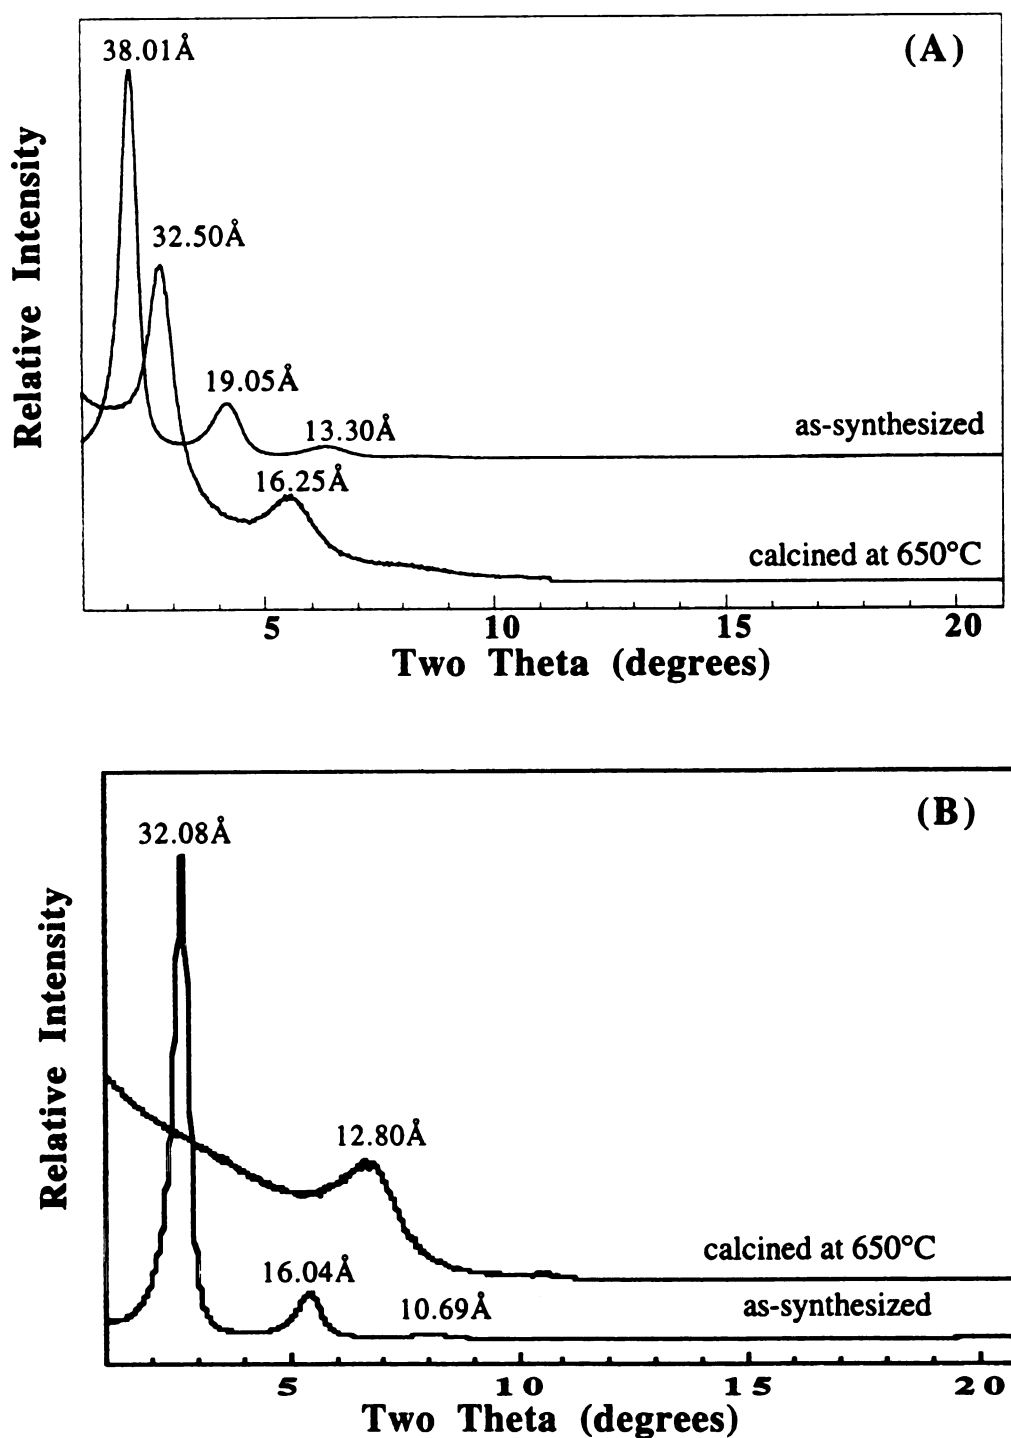 (A)
38.01Å
32.50Å
19.05Å
13.30Å
as-synthesized
16.25Å
calcined at 650°C
Relative Intensity
5 10 15 20
Two Theta (degrees)
(B)
32.08Å
12.80Å
calcined at 650°C
16.04Å
10.69Å
as-synthesized
Relative Intensity
5 10 15 20
Two Theta (degrees)